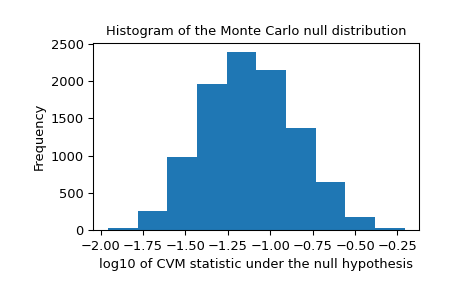 Histogram of the Monte Carlo null distribution
2500
2000
1500
1000
500
0
Frequency
−2.00 −1.75 −1.50 −1.25 −1.00 −0.75 −0.50 −0.25
log10 of CVM statistic under the null hypothesis